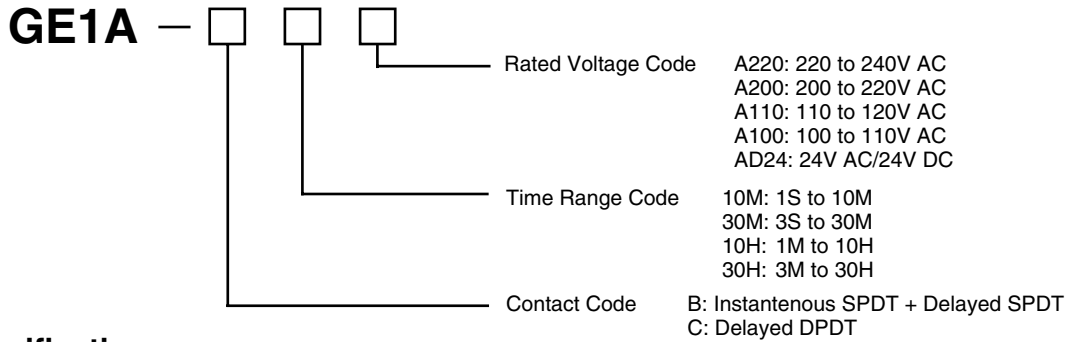 GE1A –
Rated Voltage Code A220: 220 to 240V AC
A200: 200 to 220V AC
A110: 110 to 120V AC
A100: 100 to 110V AC
AD24: 24V AC/24V DC
Time Range Code 10M: 1S to 10M
30M: 3S to 30M
10H: 1M to 10H
30H: 3M to 30H
Contact Code B: Instantenous SPDT + Delayed SPDT
C: Delayed DPDT